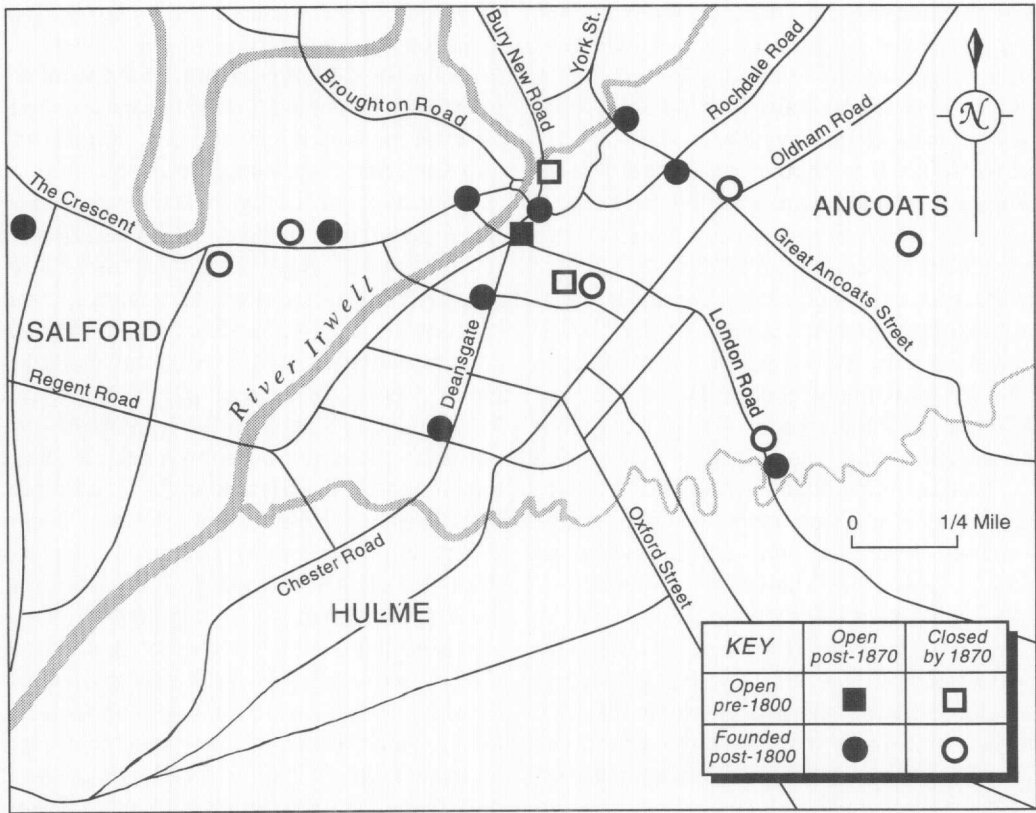 Bury New Road
York St.
Broughton Road
Rochdale Road
Oldham Road
N
The Crescent
ANCOATS
Great Ancoats Street
SALFORD
River Irwell
Deansgate
London Road
Regent Road
0 1/4 Mile
Oxford Street
Chester Road
HULME
KEY
Open
post-1870
Closed
by 1870
Open
pre-1800
Founded
post-1800